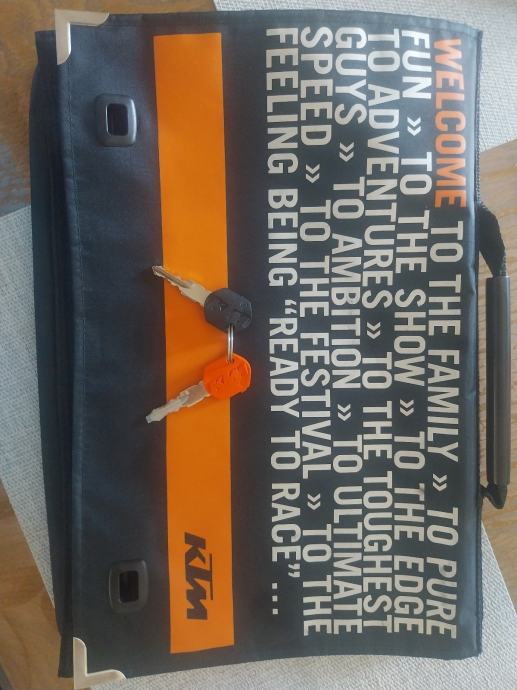 WELCOME TO THE FAMILY » TO PURE
FUN » TO THE SHOW » TO THE EDGE
TO ADVENTURES » TO THE TOUGHEST
GUYS » TO AMBITION » TO ULTIMATE
SPEED » TO THE FESTIVAL » TO THE
FEELING BEING “READY TO RACE” ...
KTM